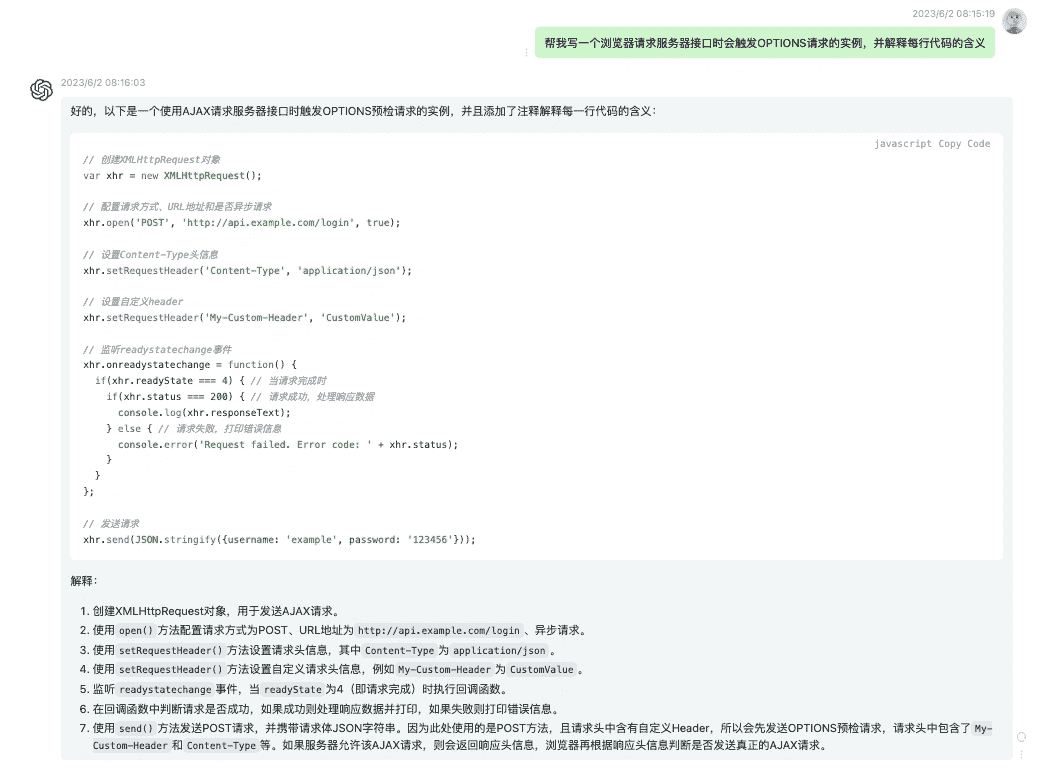 2023/6/2 08:15:19
帮我写一个浏览器请求服务器接口时会触发OPTIONS请求的实例，并解释每行代码的含义
2023/6/2 08:16:03
好的，以下是一个使用AJAX请求服务器接口时触发OPTIONS预检请求的实例，并且添加了注释解释每一行代码的含义：
javascript Copy Code
// 创建XMLHttpRequest对象
var xhr = new XMLHttpRequest();
// 配置请求方式、URL地址和是否异步请求
xhr.open('POST', 'http://api.example.com/login', true);
// 设置Content-Type头信息
xhr.setRequestHeader('Content-Type', 'application/json');
// 设置自定义header
xhr.setRequestHeader('My-Custom-Header', 'CustomValue');
// 监听readystatechange事件
xhr.onreadystatechange = function() {
if(xhr.readyState === 4) { // 当请求完成时
if(xhr.status === 200) { // 请求成功，处理响应数据
console.log(xhr.responseText);
} else { // 请求失败，打印错误信息
console.error('Request failed. Error code: ' + xhr.status);
}
}
};
// 发送请求
xhr.send(JSON.stringify({username: 'example', password: '123456'}));
解释：
1. 创建XMLHttpRequest对象，用于发送AJAX请求。
2. 使用 open() 方法配置请求方式为POST、URL地址为 http://api.example.com/login 、异步请求。
3. 使用 setRequestHeader() 方法设置请求头信息，其中 Content-Type 为 application/json 。
4. 使用 setRequestHeader() 方法设置自定义请求头信息，例如 My-Custom-Header 为 CustomValue 。
5. 监听 readystatechange 事件，当 readyState 为4（即请求完成）时执行回调函数。
6. 在回调函数中判断请求是否成功，如果成功则处理响应数据并打印，如果失败则打印错误信息。
7. 使用 send() 方法发送POST请求，并携带请求体JSON字符串。因为此处使用的是POST方法，且请求头中含有自定义Header，所以会先发送OPTIONS预检请求，请求头中包含了 My-
Custom-Header 和 Content-Type 等。如果服务器允许该AJAX请求，则会返回响应头信息，浏览器再根据响应头信息判断是否发送真正的AJAX请求。